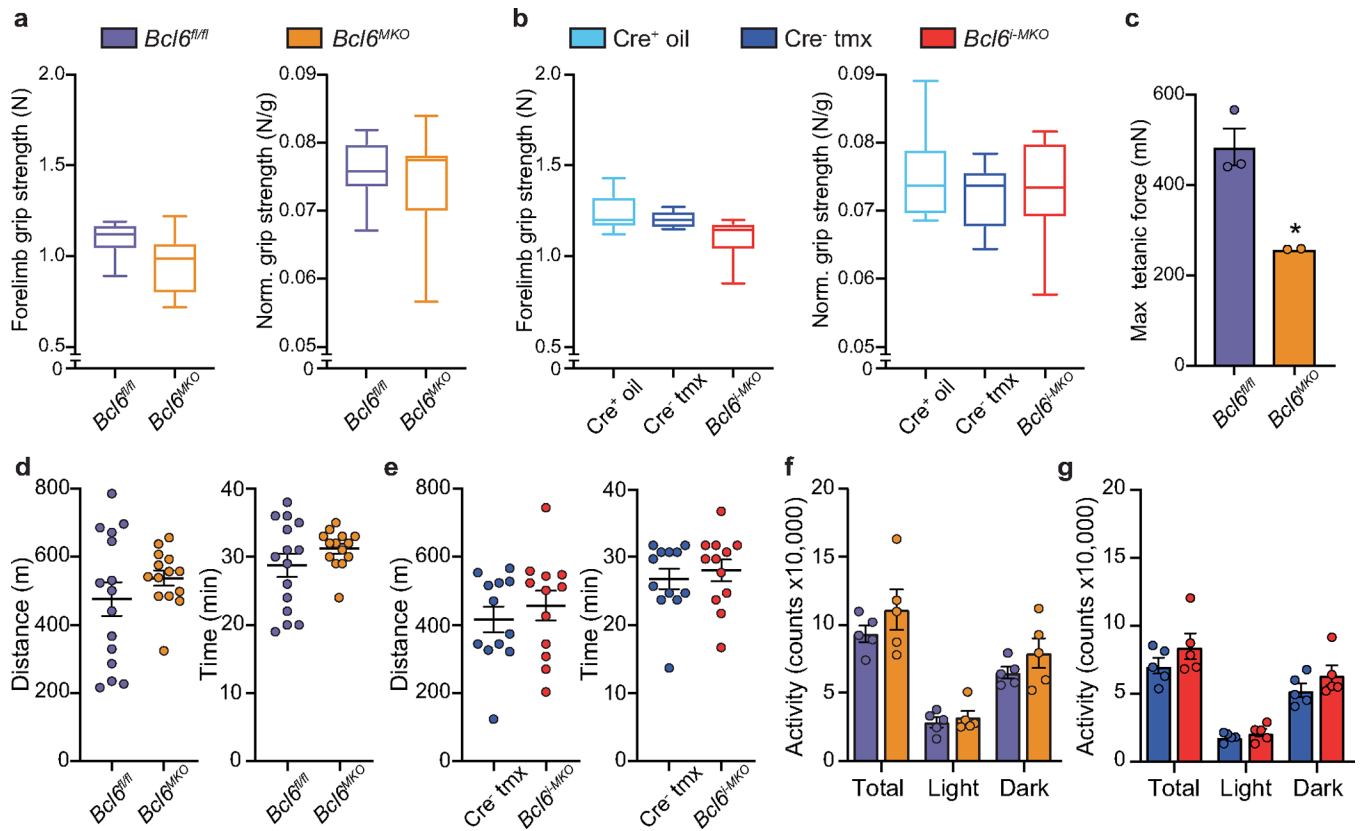 a
Bcl6fl/fl
Bcl6MKO
Forelimb grip strength (N)
2.0
1.5
1.0
0.5
0
Bcl6fl/fl
Bcl6MKO
Norm. grip strength (N/g)
0.09
0.08
0.07
0.06
0.05
0
Bcl6fl/fl
Bcl6MKO
b
Cre+ oil
Cre- tmx
Bcl6i-MKO
Forelimb grip strength (N)
2.0
1.5
1.0
0.5
0
Cre+ oil
Cre- tmx
Bcl6i-MKO
Norm. grip strength (N/g)
0.09
0.08
0.07
0.06
0.05
0
Cre+ oil
Cre- tmx
Bcl6i-MKO
c
Max tetanic force (mN)
600
400
200
0
*
Bcl6fl/fl
Bcl6MKO
d
Distance (m)
800
600
400
200
0
Bcl6fl/fl
Bcl6MKO
Time (min)
40
30
20
10
0
Bcl6fl/fl
Bcl6MKO
e
Distance (m)
800
600
400
200
0
Cre- tmx
Bcl6i-MKO
Time (min)
40
30
20
10
0
Cre- tmx
Bcl6i-MKO
f
Activity (counts x10,000)
20
15
10
5
0
Total Light Dark
g
Activity (counts x10,000)
20
15
10
5
0
Total Light Dark